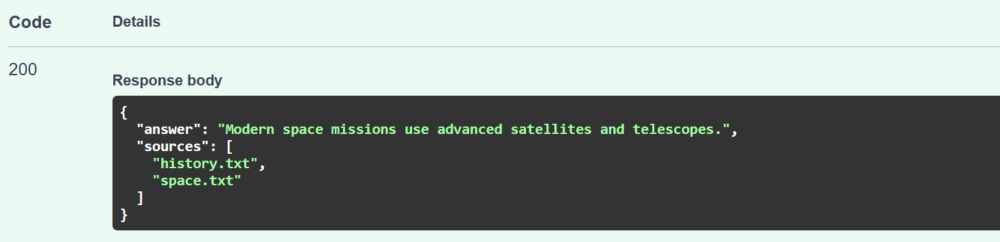 Code Details
200
Response body
{
  "answer": "Modern space missions use advanced satellites and telescopes.",
  "sources": [
    "history.txt",
    "space.txt"
  ]
}